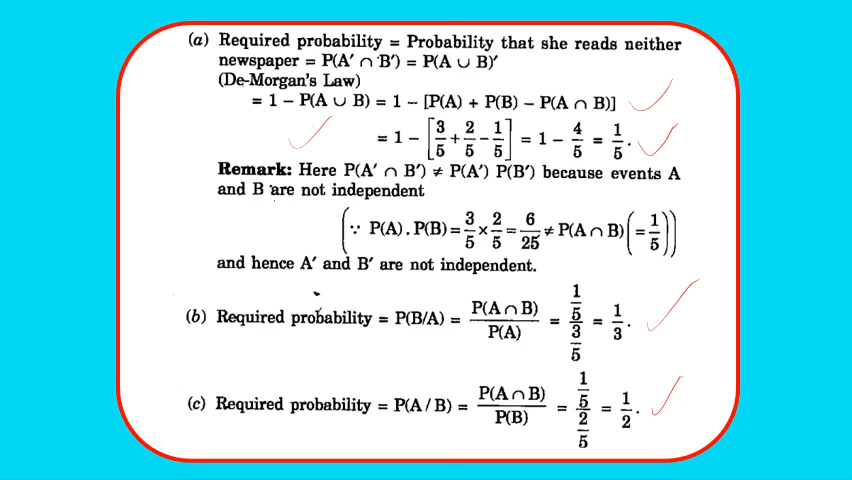 (a) Required probability = Probability that she reads neither
newspaper = P(A′ ∩ B′) = P(A ∪ B)′
(De-Morgan's Law)
= 1 − P(A ∪ B) = 1 − [P(A) + P(B) − P(A ∩ B)]
= 1 − [3/5 + 2/5 − 1/5] = 1 − 4/5 = 1/5.
Remark: Here P(A′ ∩ B′) ≠ P(A′) P(B′) because events A
and B are not independent
(∵ P(A) . P(B) = 3/5 × 2/5 = 6/25 ≠ P(A ∩ B) (= 1/5))
and hence A′ and B′ are not independent.
(b) Required probability = P(B/A) = P(A ∩ B)/P(A) = (1/5)/(3/5) = 1/3.
(c) Required probability = P(A / B) = P(A ∩ B)/P(B) = (1/5)/(2/5) = 1/2.